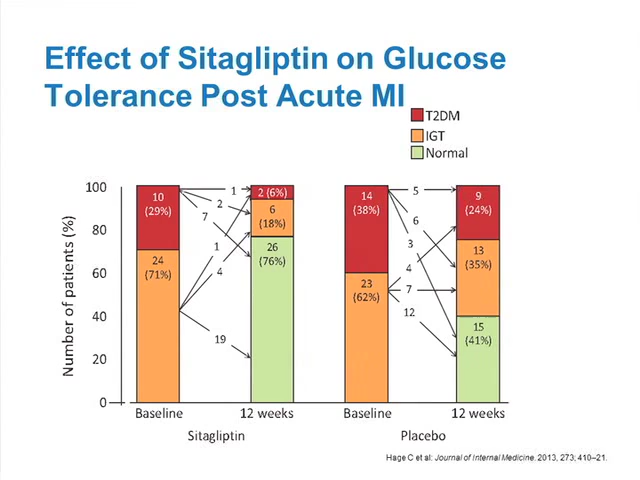 Effect of Sitagliptin on Glucose
Tolerance Post Acute MI
T2DM
IGT
Normal
Number of patients (%)
100
80
60
40
20
0
10
(29%)
24
(71%)
1
2
7
1
4
19
2 (6%)
6
(18%)
26
(76%)
14
(38%)
23
(62%)
5
6
3
4
7
12
9
(24%)
13
(35%)
15
(41%)
Baseline
12 weeks
Baseline
12 weeks
Sitagliptin
Placebo
Hage C et al: Journal of Internal Medicine. 2013, 273; 410–21.